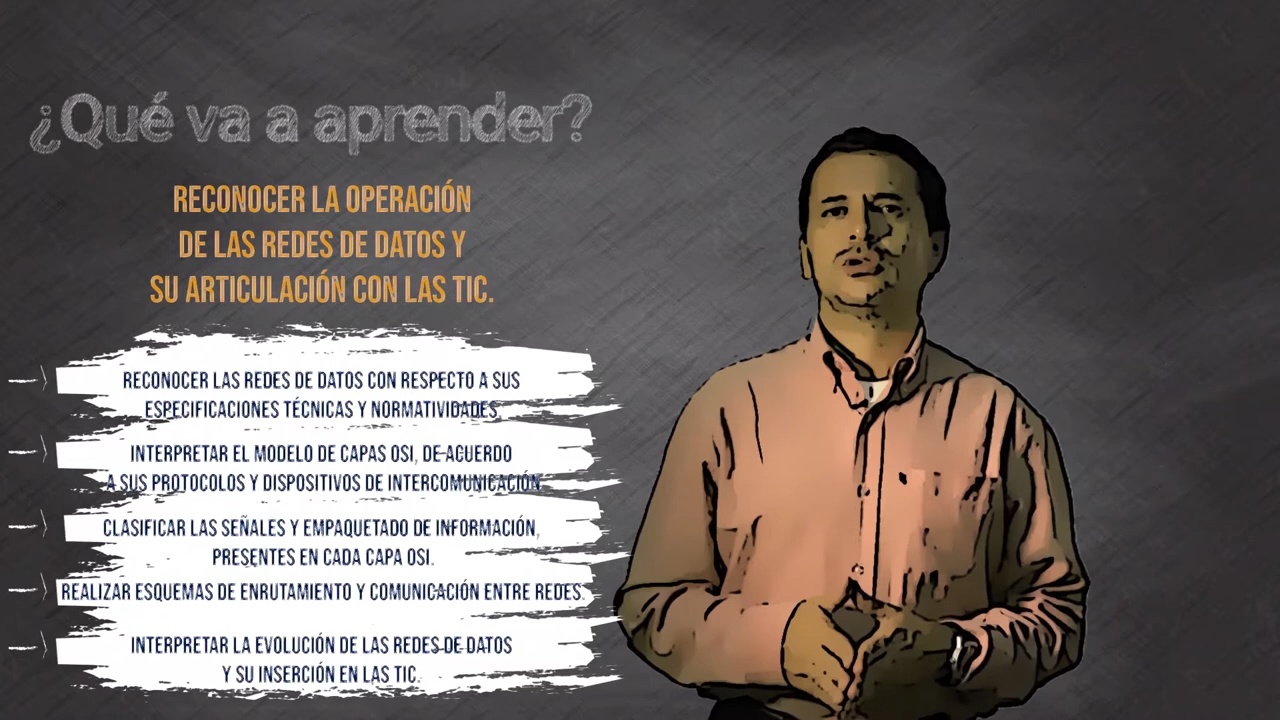 ¿Qué va a aprender?
RECONOCER LA OPERACIÓN
DE LAS REDES DE DATOS Y
SU ARTICULACIÓN CON LAS TIC.
RECONOCER LAS REDES DE DATOS CON RESPECTO A SUS
ESPECIFICACIONES TÉCNICAS Y NORMATIVIDADES.
INTERPRETAR EL MODELO DE CAPAS OSI, DE ACUERDO
A SUS PROTOCOLOS Y DISPOSITIVOS DE INTERCOMUNICACIÓN.
CLASIFICAR LAS SEÑALES Y EMPAQUETADO DE INFORMACIÓN,
PRESENTES EN CADA CAPA OSI.
REALIZAR ESQUEMAS DE ENRUTAMIENTO Y COMUNICACIÓN ENTRE REDES.
INTERPRETAR LA EVOLUCIÓN DE LAS REDES DE DATOS
Y SU INSERCIÓN EN LAS TIC.